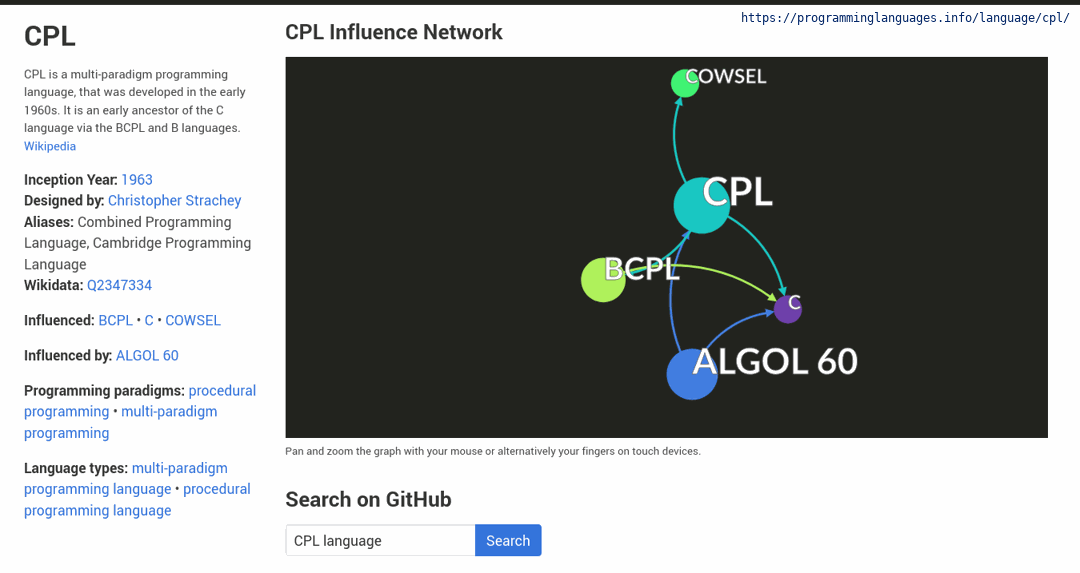 https://programminglanguages.info/language/cpl/
CPL
CPL is a multi-paradigm programming
language, that was developed in the early
1960s. It is an early ancestor of the C
language via the BCPL and B languages.
Wikipedia
Inception Year: 1963
Designed by: Christopher Strachey
Aliases: Combined Programming
Language, Cambridge Programming
Language
Wikidata: Q2347334
Influenced: BCPL • C • COWSEL
Influenced by: ALGOL 60
Programming paradigms: procedural
programming • multi-paradigm
programming
Language types: multi-paradigm
programming language • procedural
programming language
CPL Influence Network
COWSEL
CPL
BCPL
C
ALGOL 60
Pan and zoom the graph with your mouse or alternatively your fingers on touch devices.
Search on GitHub
CPL language Search